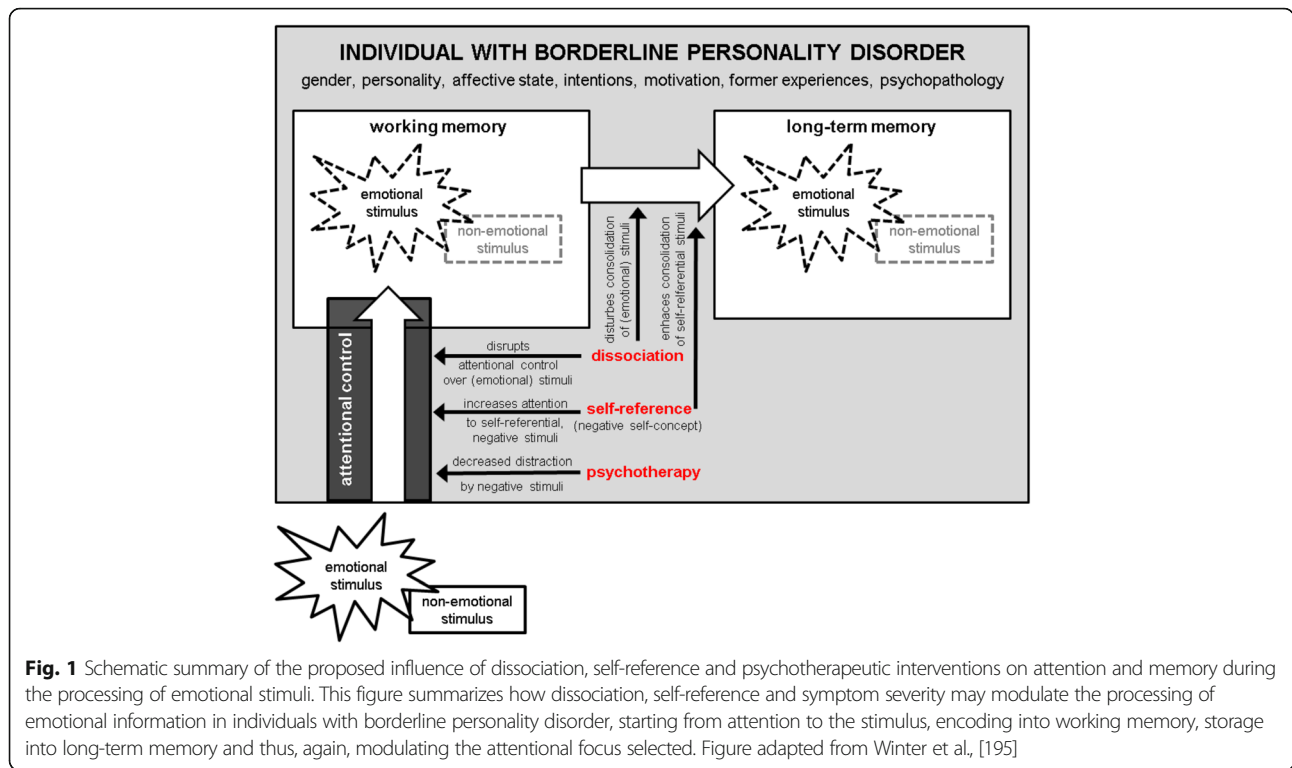 INDIVIDUAL WITH BORDERLINE PERSONALITY DISORDER
gender, personality, affective state, intentions, motivation, former experiences, psychopathology
working memory
emotional
stimulus
non-emotional
stimulus
long-term memory
emotional
stimulus
non-emotional
stimulus
disturbes consolidation
of (emotional) stimuli
enhaces consolidation
of self-relferential stimuli
attentional control
disrupts
attentional control
over (emotional) stimuli
dissociation
increases attention
to self-referential,
negative stimuli
self-reference
(negative self-concept)
decreased distraction
by negative stimuli
psychotherapy
emotional
stimulus
non-emotional
stimulus
Fig. 1 Schematic summary of the proposed influence of dissociation, self-reference and psychotherapeutic interventions on attention and memory during
the processing of emotional stimuli. This figure summarizes how dissociation, self-reference and symptom severity may modulate the processing of
emotional information in individuals with borderline personality disorder, starting from attention to the stimulus, encoding into working memory, storage
into long-term memory and thus, again, modulating the attentional focus selected. Figure adapted from Winter et al., [195]